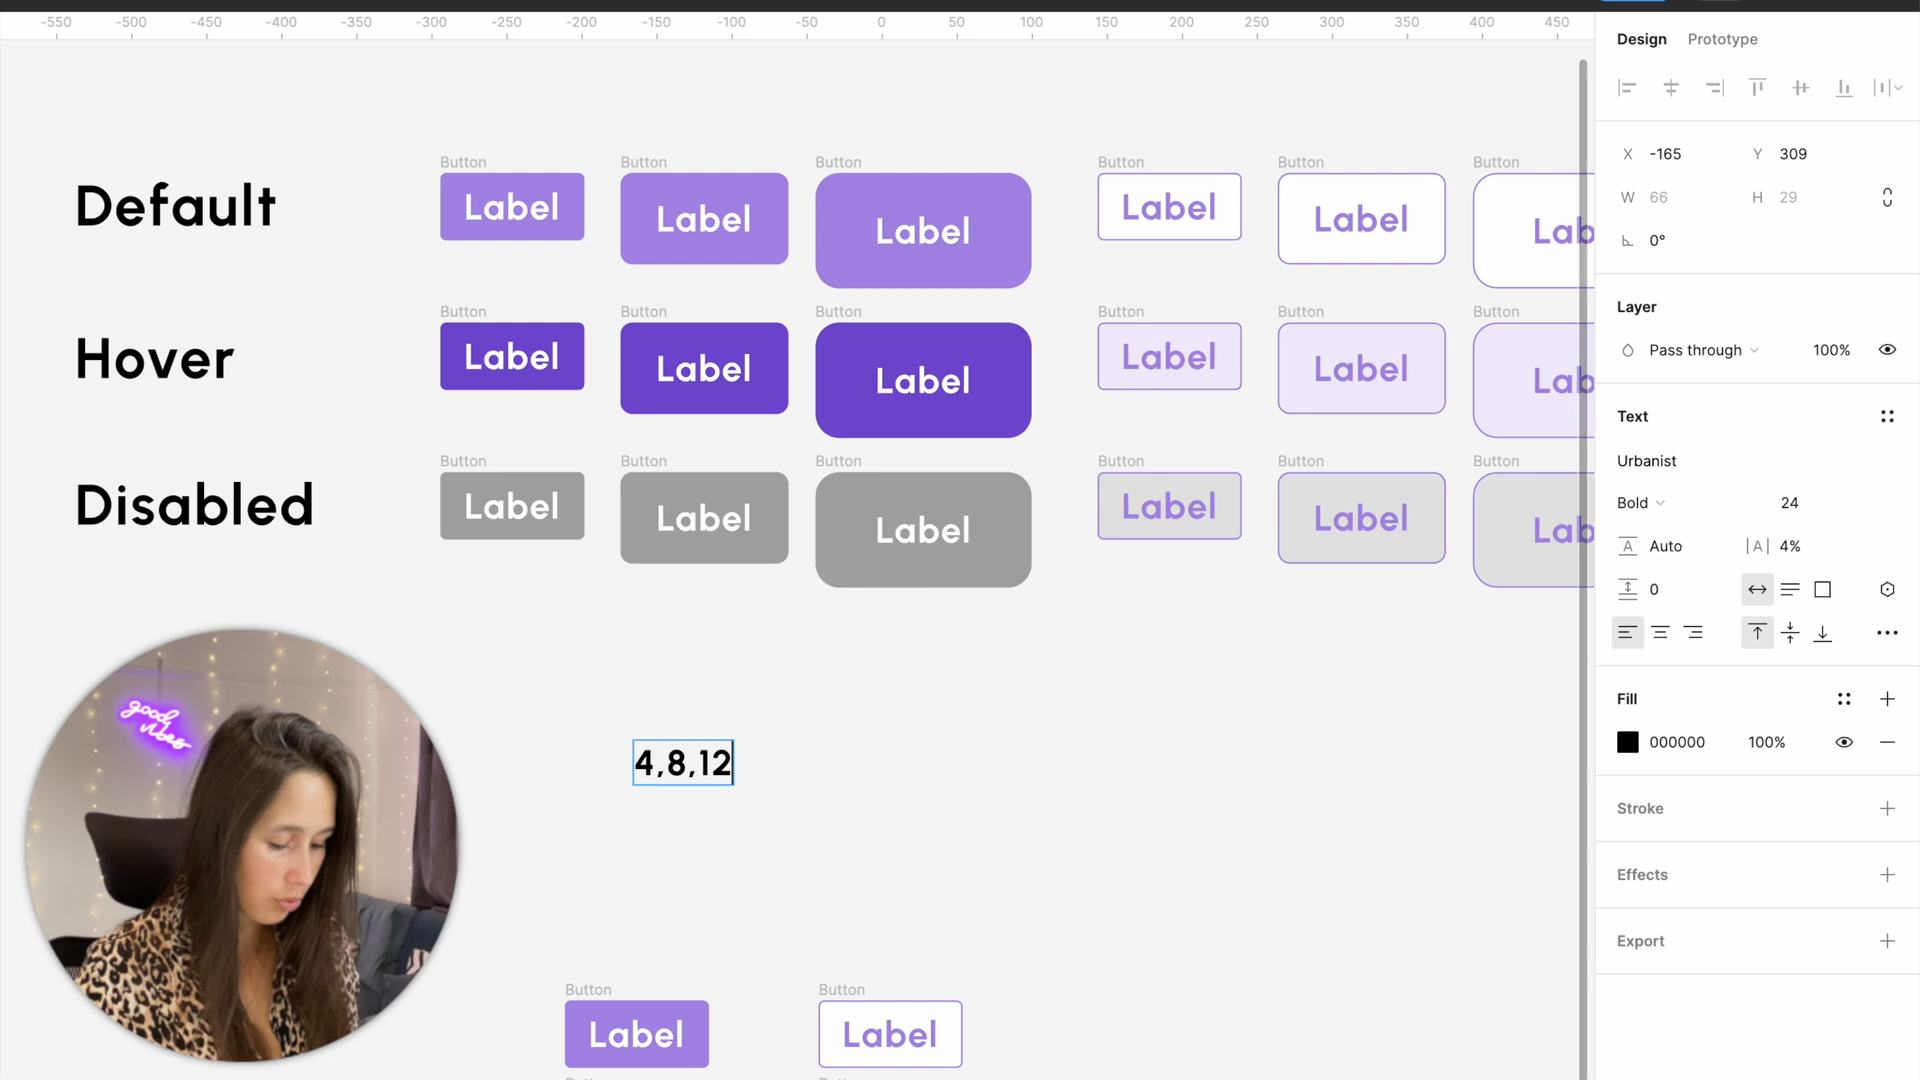 -550 -500 -450 -400 -350 -300 -250 -200 -150 -100 -50 0 50 100 150 200 250 300 350 400 450
Design Prototype
X -165 Y 309
W 66 H 29
0°
Layer
Pass through 100%
Text
Urbanist
Bold 24
A Auto |A| 4%
0
Fill
000000 100%
Stroke
Effects
Export
Button Button Button Button Button Button
Default Label Label Label Label Label Lab
Button Button Button Button Button Button
Hover Label Label Label Label Label Lab
Button Button Button Button Button Button
Disabled Label Label Label Label Label Lab
good
vibes
4,8,12
Button Button
Label Label